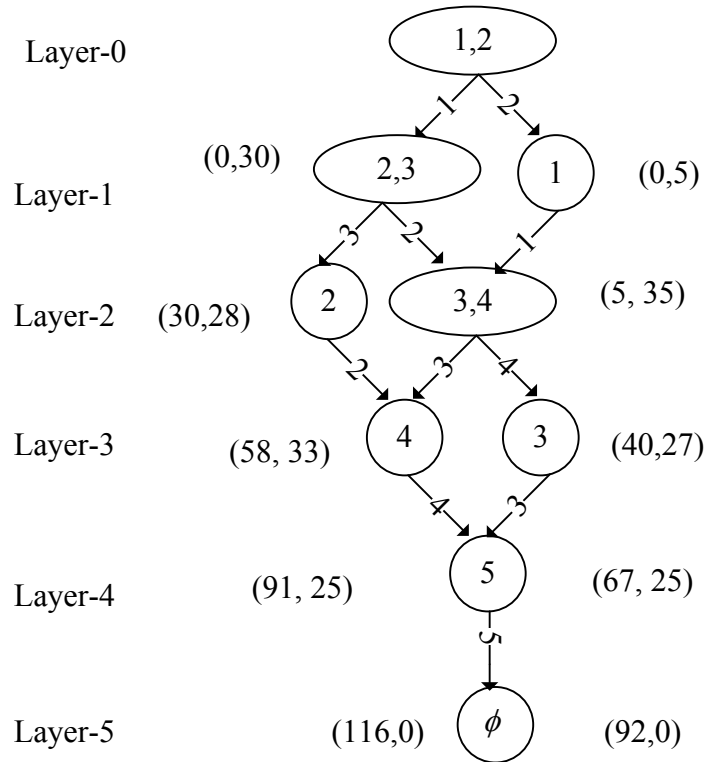 Layer-0
1,2
1 2
(0,30) 2,3 1 (0,5)
Layer-1
3 2 1
Layer-2 (30,28) 2 3,4 (5, 35)
2 3 4
Layer-3 (58, 33) 4 3 (40,27)
4 3
Layer-4 (91, 25) 5 (67, 25)
5
Layer-5 (116,0) ϕ (92,0)